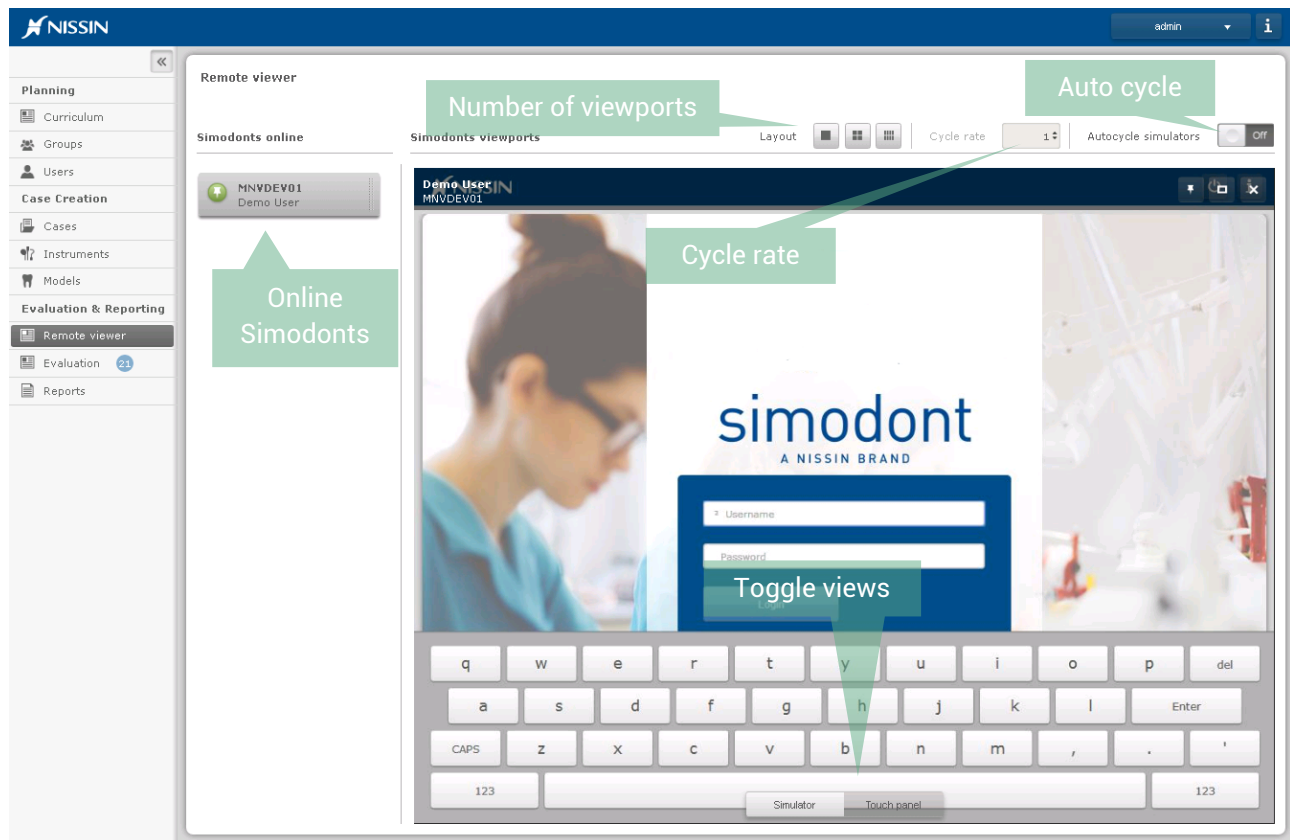 NISSIN
admin
i
«
Planning
Curriculum
Groups
Users
Case Creation
Cases
Instruments
Models
Evaluation & Reporting
Remote viewer
Evaluation 21
Reports
Remote viewer
Number of viewports
Auto cycle
Simodonts online
Simodonts viewports
Layout
Cycle rate 1
Autocycle simulators Off
MNVDEV01
Demo User
Online
Simodonts
NISSIN
Demo User
MNVDEV01
Cycle rate
simodont
A NISSIN BRAND
Username
Password
Toggle views
Login
q w e r t y u i o p del
a s d f g h j k l Enter
CAPS z x c v b n m , . '
123 123
Simulator Touch panel